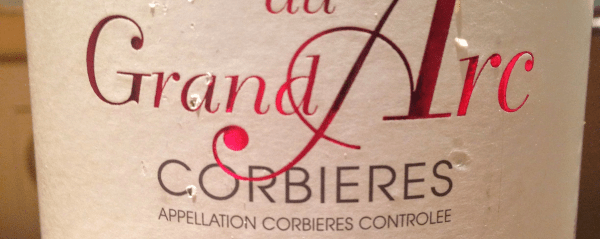 du
Grand Arc
CORBIERES
APPELLATION CORBIERES CONTROLEE